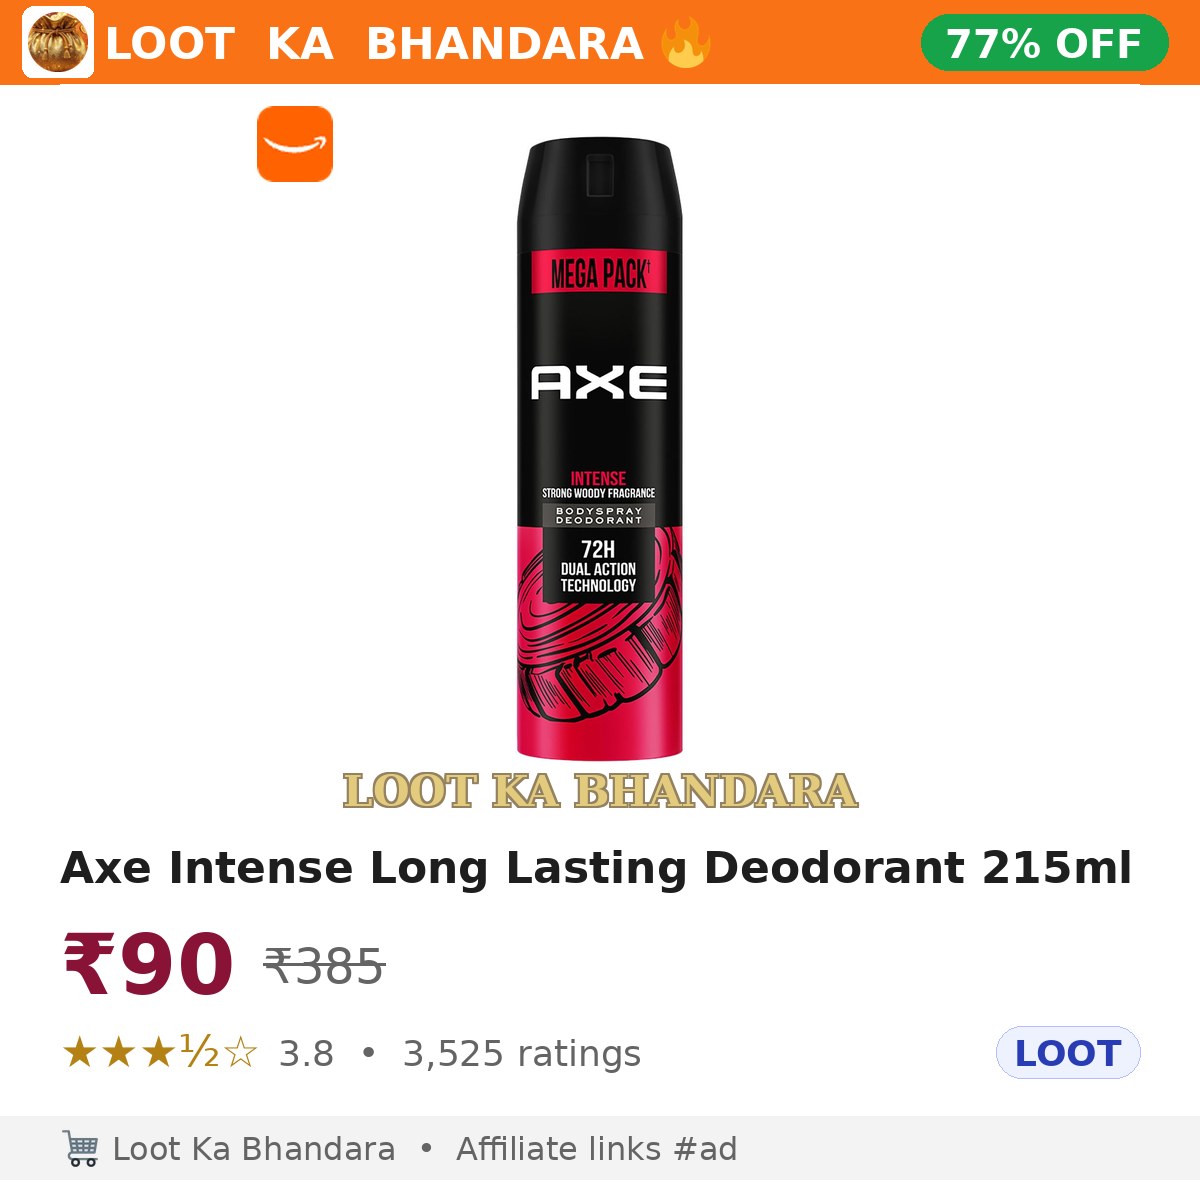 LOOT KA BHANDARA 🔥
77% OFF
MEGA PACK†
AXE
INTENSE
STRONG WOODY FRAGRANCE
BODYSPRAY
DEODORANT
72H
DUAL ACTION
TECHNOLOGY
LOOT KA BHANDARA
Axe Intense Long Lasting Deodorant 215ml
₹90 ₹385
★★★½☆ 3.8 • 3,525 ratings
LOOT
🛒 Loot Ka Bhandara • Affiliate links #ad